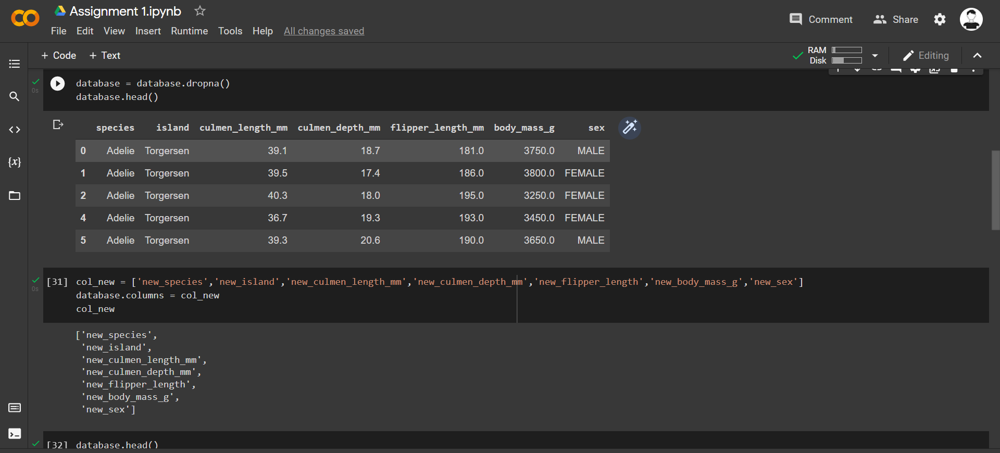 Assignment 1.ipynb
File Edit View Insert Runtime Tools Help All changes saved
Comment Share
+ Code + Text
RAM
Disk
Editing
0s
database = database.dropna()
database.head()
species island culmen_length_mm culmen_depth_mm flipper_length_mm body_mass_g sex
0 Adelie Torgersen 39.1 18.7 181.0 3750.0 MALE
1 Adelie Torgersen 39.5 17.4 186.0 3800.0 FEMALE
2 Adelie Torgersen 40.3 18.0 195.0 3250.0 FEMALE
4 Adelie Torgersen 36.7 19.3 193.0 3450.0 FEMALE
5 Adelie Torgersen 39.3 20.6 190.0 3650.0 MALE
0s
[31] col_new = ['new_species','new_island','new_culmen_length_mm','new_culmen_depth_mm','new_flipper_length','new_body_mass_g','new_sex']
database.columns = col_new
col_new
['new_species',
'new_island',
'new_culmen_length_mm',
'new_culmen_depth_mm',
'new_flipper_length',
'new_body_mass_g',
'new_sex']
[32] database.head()